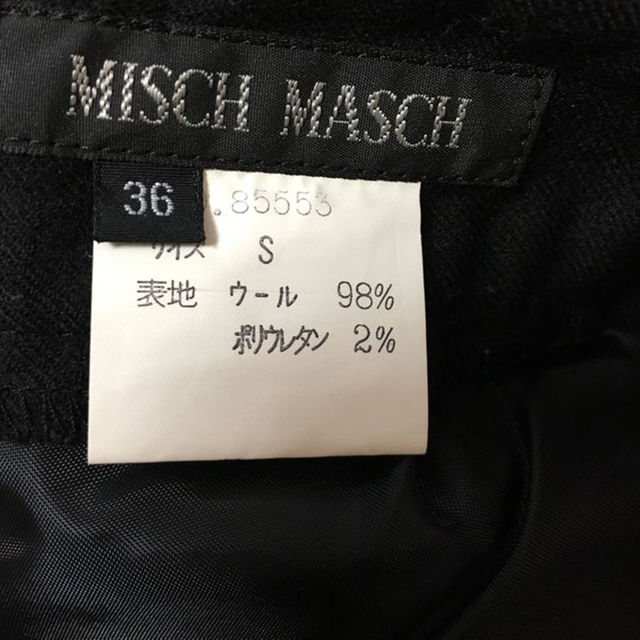 MISCH MASCH
36
.85553
サイズ S
表地 ウール 98%
ポリウレタン 2%